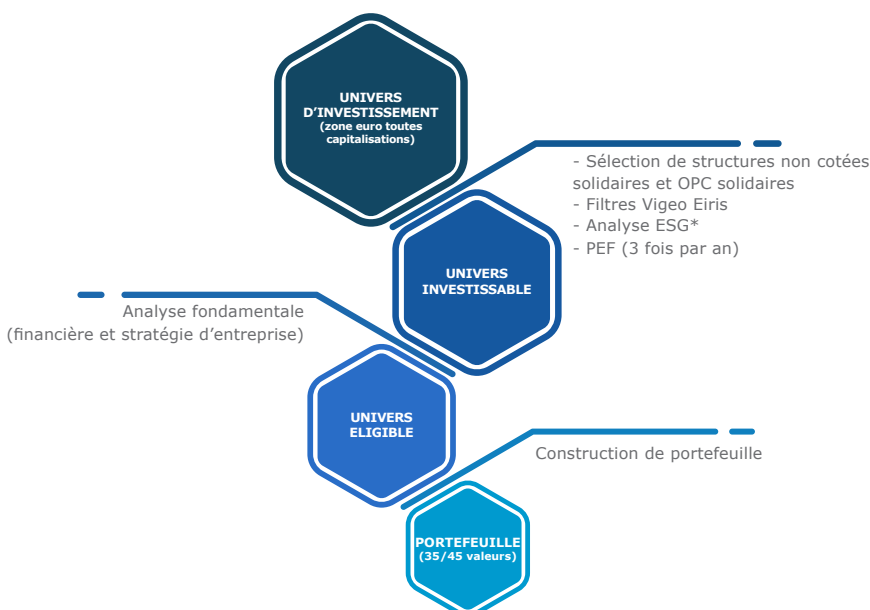 UNIVERS
D'INVESTISSEMENT
(zone euro toutes
capitalisations)
- Sélection de structures non cotées
solidaires et OPC solidaires
- Filtres Vigeo Eiris
- Analyse ESG*
- PEF (3 fois par an)
UNIVERS
INVESTISSABLE
Analyse fondamentale
(financière et stratégie d’entreprise)
UNIVERS
ELIGIBLE
Construction de portefeuille
PORTEFEUILLE
(35/45 valeurs)